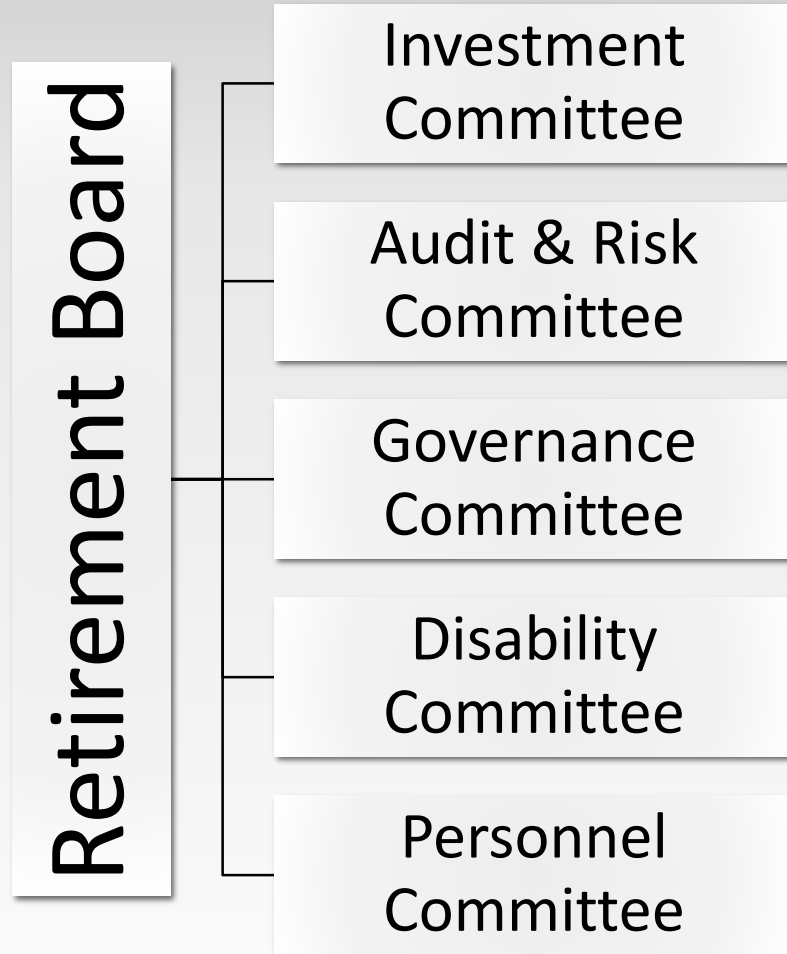 Retirement Board
Investment
Committee
Audit & Risk
Committee
Governance
Committee
Disability
Committee
Personnel
Committee